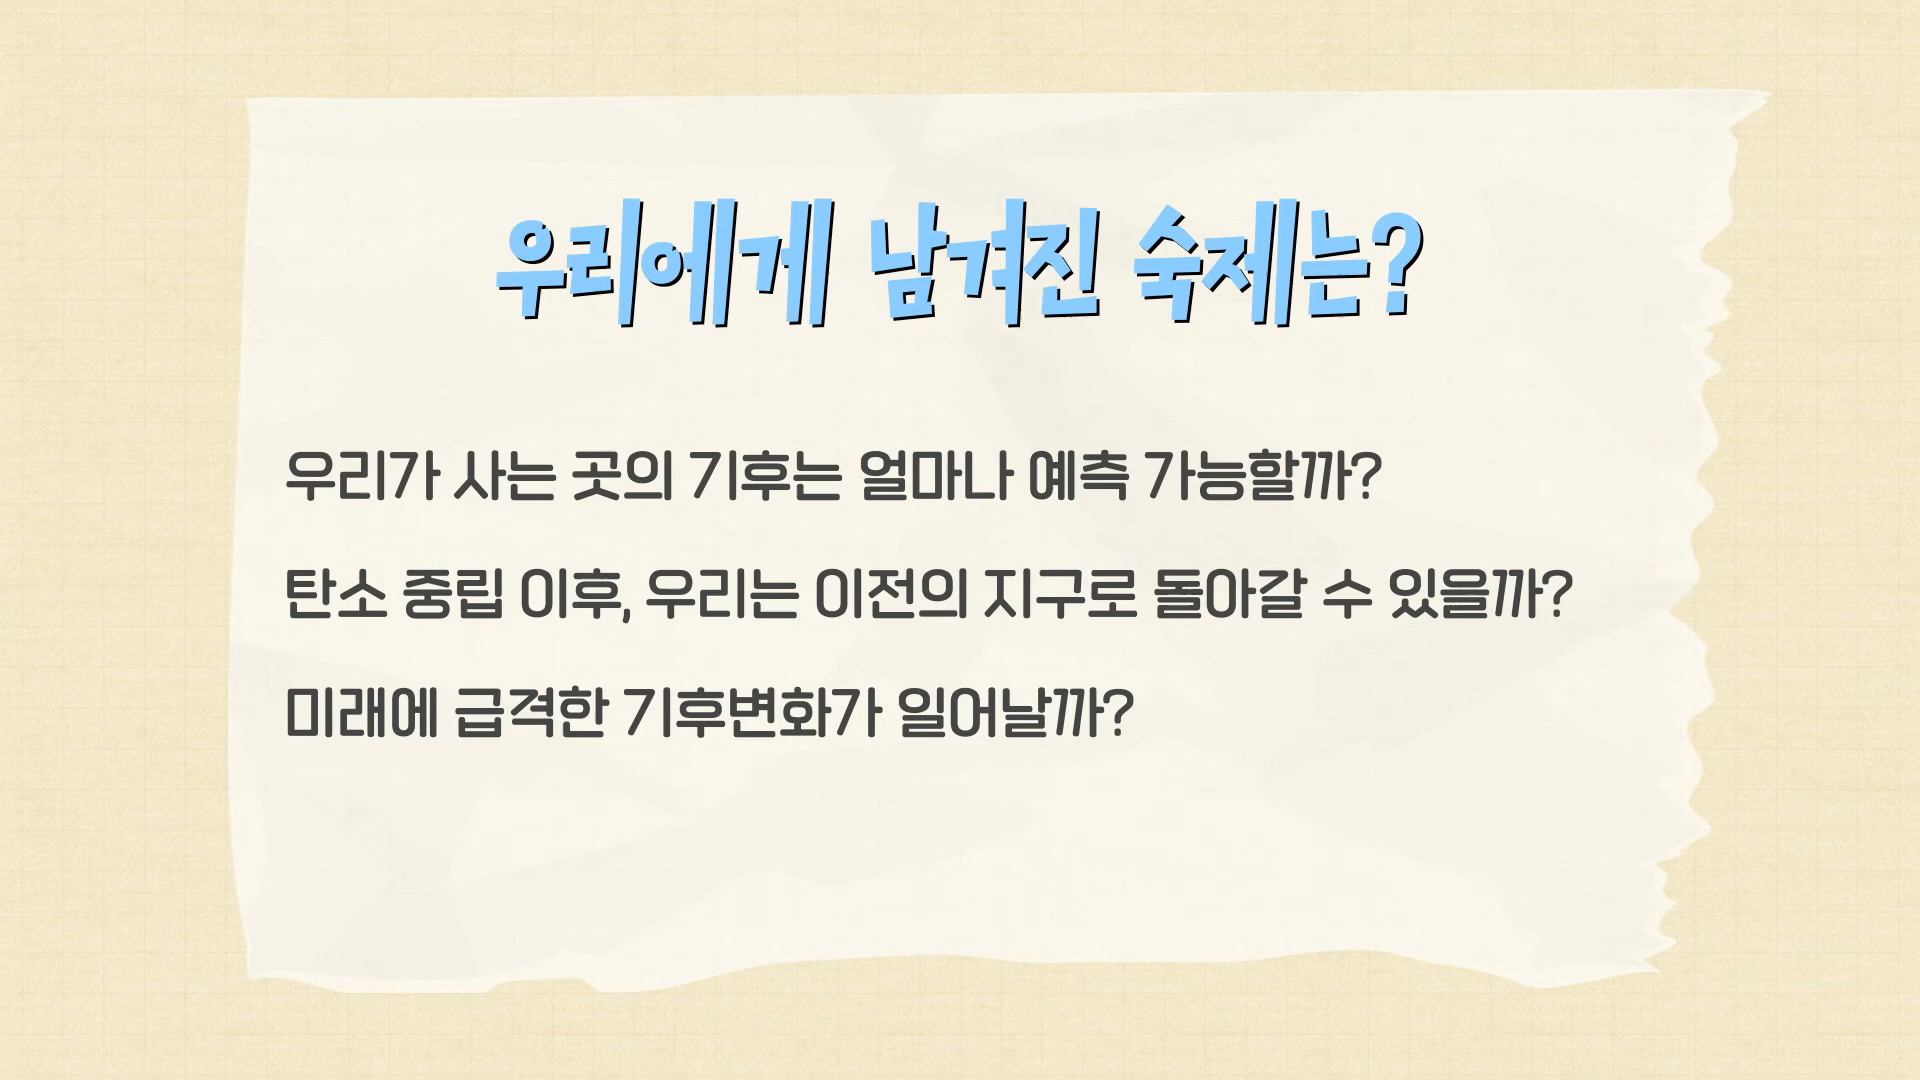 우리에게 남겨진 숙제는?
우리가 사는 곳의 기후는 얼마나 예측 가능할까?
탄소 중립 이후, 우리는 이전의 지구로 돌아갈 수 있을까?
미래에 급격한 기후변화가 일어날까?